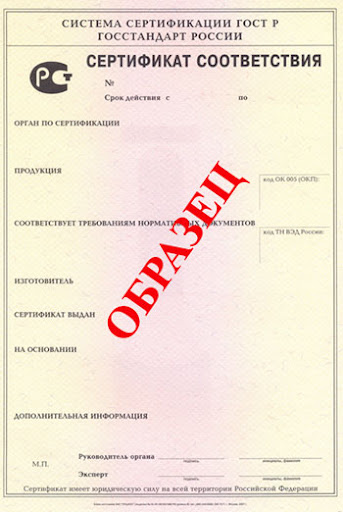 СИСТЕМА СЕРТИФИКАЦИИ ГОСТ Р
ГОССТАНДАРТ РОССИИ
РСТ
СЕРТИФИКАТ СООТВЕТСТВИЯ
№
Срок действия с по
ОРГАН ПО СЕРТИФИКАЦИИ
ПРОДУКЦИЯ
код ОК 005 (ОКП):
СООТВЕТСТВУЕТ ТРЕБОВАНИЯМ НОРМАТИВНЫХ ДОКУМЕНТОВ
код ТН ВЭД России:
ОБРАЗЕЦ
ИЗГОТОВИТЕЛЬ
СЕРТИФИКАТ ВЫДАН
НА ОСНОВАНИИ
ДОПОЛНИТЕЛЬНАЯ ИНФОРМАЦИЯ
Руководитель органа
подпись инициалы, фамилия
М.П.
Эксперт
подпись инициалы, фамилия
Сертификат имеет юридическую силу на всей территории Российской Федерации